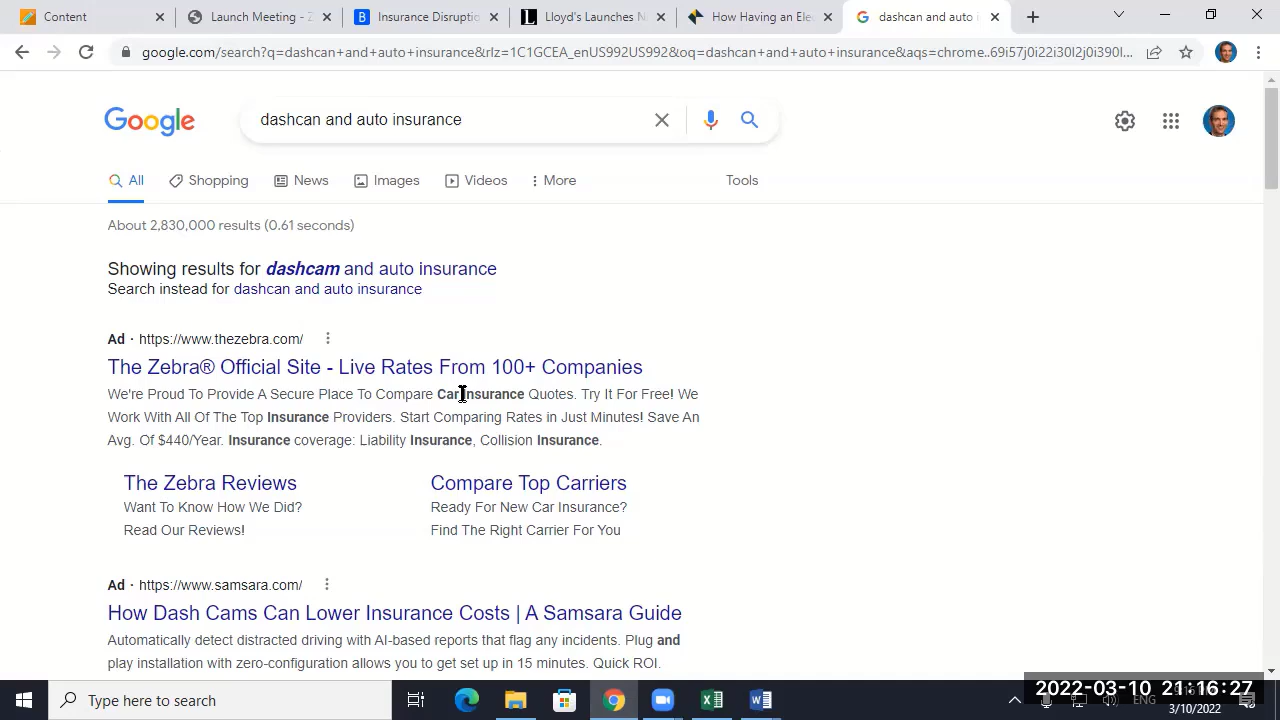 Content
Launch Meeting - Z
Insurance Disruptio
Lloyd's Launches N
How Having an Ele
dashcan and auto i
google.com/search?q=dashcan+and+auto+insurance&rlz=1C1GCEA_enUS992US992&oq=dashcan+and+auto+insurance&aqs=chrome..69i57j0i22i30l2j0i390l...
Google
dashcan and auto insurance
All
Shopping
News
Images
Videos
More
Tools
About 2,830,000 results (0.61 seconds)
Showing results for dashcam and auto insurance
Search instead for dashcan and auto insurance
Ad · https://www.thezebra.com/
The Zebra® Official Site - Live Rates From 100+ Companies
We're Proud To Provide A Secure Place To Compare Car Insurance Quotes. Try It For Free! We
Work With All Of The Top Insurance Providers. Start Comparing Rates in Just Minutes! Save An
Avg. Of $440/Year. Insurance coverage: Liability Insurance, Collision Insurance.
The Zebra Reviews
Want To Know How We Did?
Read Our Reviews!
Compare Top Carriers
Ready For New Car Insurance?
Find The Right Carrier For You
Ad · https://www.samsara.com/
How Dash Cams Can Lower Insurance Costs | A Samsara Guide
Automatically detect distracted driving with AI-based reports that flag any incidents. Plug and
play installation with zero-configuration allows you to get set up in 15 minutes. Quick ROI.
Type here to search
2022-03-10 21:16:27
ENG
3/10/2022